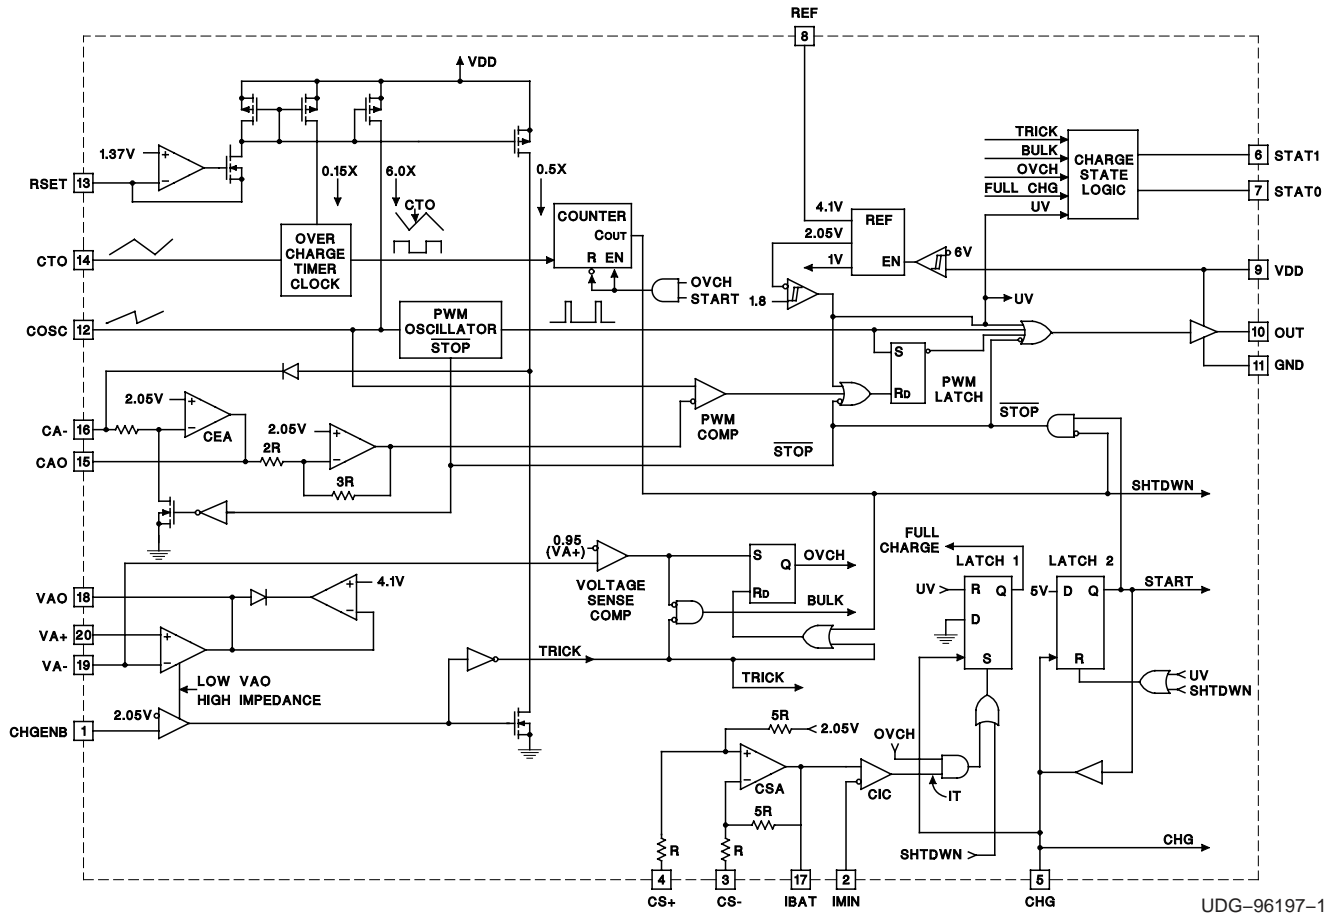 REF
8
VDD
1.37V
RSET
13
0.15X
6.0X
0.5X
CTO
TRICK
BULK
OVCH
FULL CHG
UV
CHARGE
STATE
LOGIC
6
STAT1
7
STAT0
4.1V
2.05V
1V
REF
EN
6V
9
VDD
CTO
14
OVER
CHARGE
TIMER
CLOCK
COUNTER
COUT
R EN
OVCH
START
1.8
UV
COSC
12
PWM
OSCILLATOR
STOP
10
OUT
11
GND
S
RD
PWM
LATCH
2.05V
CA-
16
CEA
CAO
15
2R
2.05V
3R
PWM
COMP
STOP
STOP
SHTDWN
0.95
(VA+)
VOLTAGE
SENSE
COMP
S
Q
RD
OVCH
BULK
FULL
CHARGE
LATCH 1
UV
R
Q
D
S
LATCH 2
5V
D
Q
R
START
UV
SHTDWN
VAO
18
4.1V
VA+
20
VA-
19
LOW VAO
HIGH IMPEDANCE
TRICK
TRICK
CHGENB
1
2.05V
5R
2.05V
CSA
5R
OVCH
CIC
IT
R
R
SHTDWN
CHG
4
3
17
2
5
CS+
CS-
IBAT
IMIN
CHG
UDG–96197–1